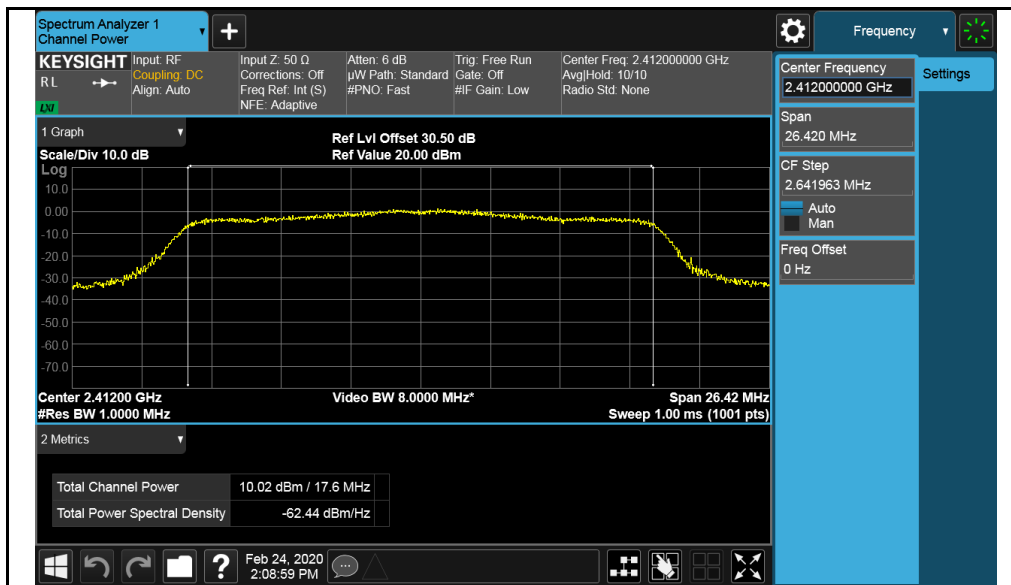 Spectrum Analyzer 1
Channel Power
Frequency
KEYSIGHT
RL
LXI
Input: RF
Coupling: DC
Align: Auto
Input Z: 50 Ω
Corrections: Off
Freq Ref: Int (S)
NFE: Adaptive
Atten: 6 dB
µW Path: Standard
#PNO: Fast
Trig: Free Run
Gate: Off
#IF Gain: Low
Center Freq: 2.412000000 GHz
Avg|Hold: 10/10
Radio Std: None
Center Frequency
2.412000000 GHz
Settings
Span
26.420 MHz
CF Step
2.641963 MHz
Auto
Man
Freq Offset
0 Hz
1 Graph
Scale/Div 10.0 dB
Ref Lvl Offset 30.50 dB
Ref Value 20.00 dBm
Log
10.0
0.00
-10.0
-20.0
-30.0
-40.0
-50.0
-60.0
-70.0
Center 2.41200 GHz
#Res BW 1.0000 MHz
Video BW 8.0000 MHz*
Span 26.42 MHz
Sweep 1.00 ms (1001 pts)
2 Metrics
Total Channel Power 10.02 dBm / 17.6 MHz
Total Power Spectral Density -62.44 dBm/Hz
?
Feb 24, 2020
2:08:59 PM